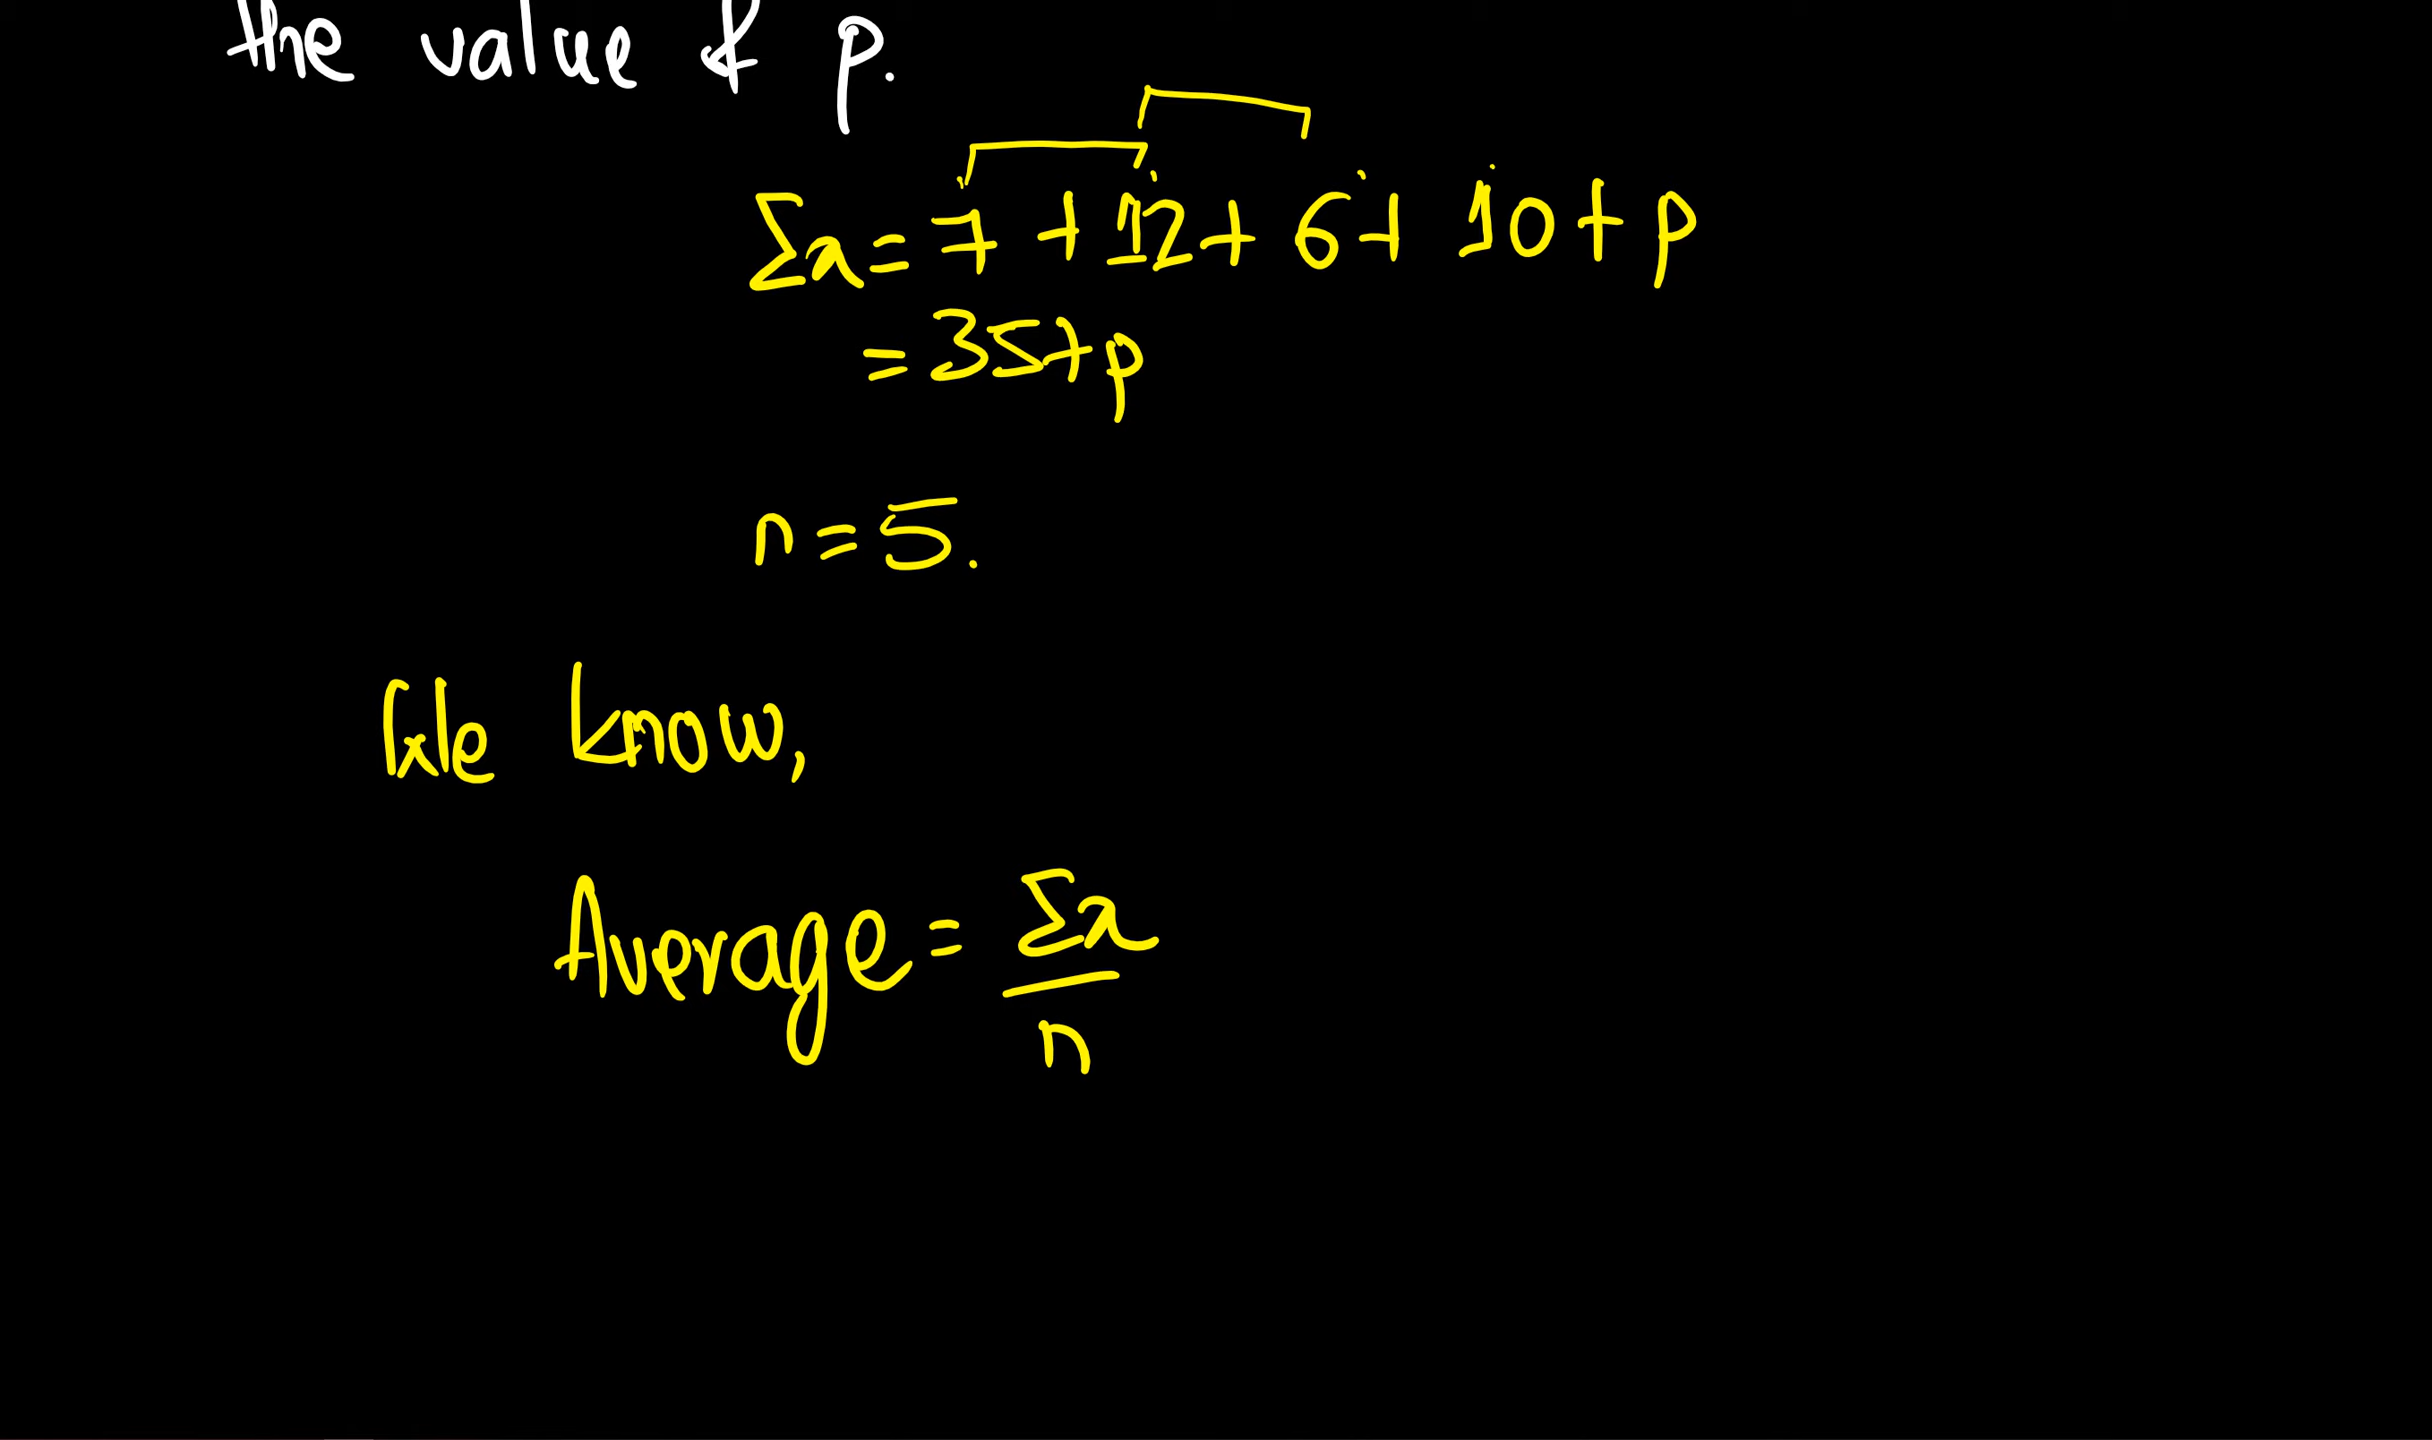 the value of p.
Σx = 7 + 12 + 6 + 10 + p
= 35 + p
n = 5.
We know,
Average = Σx
n